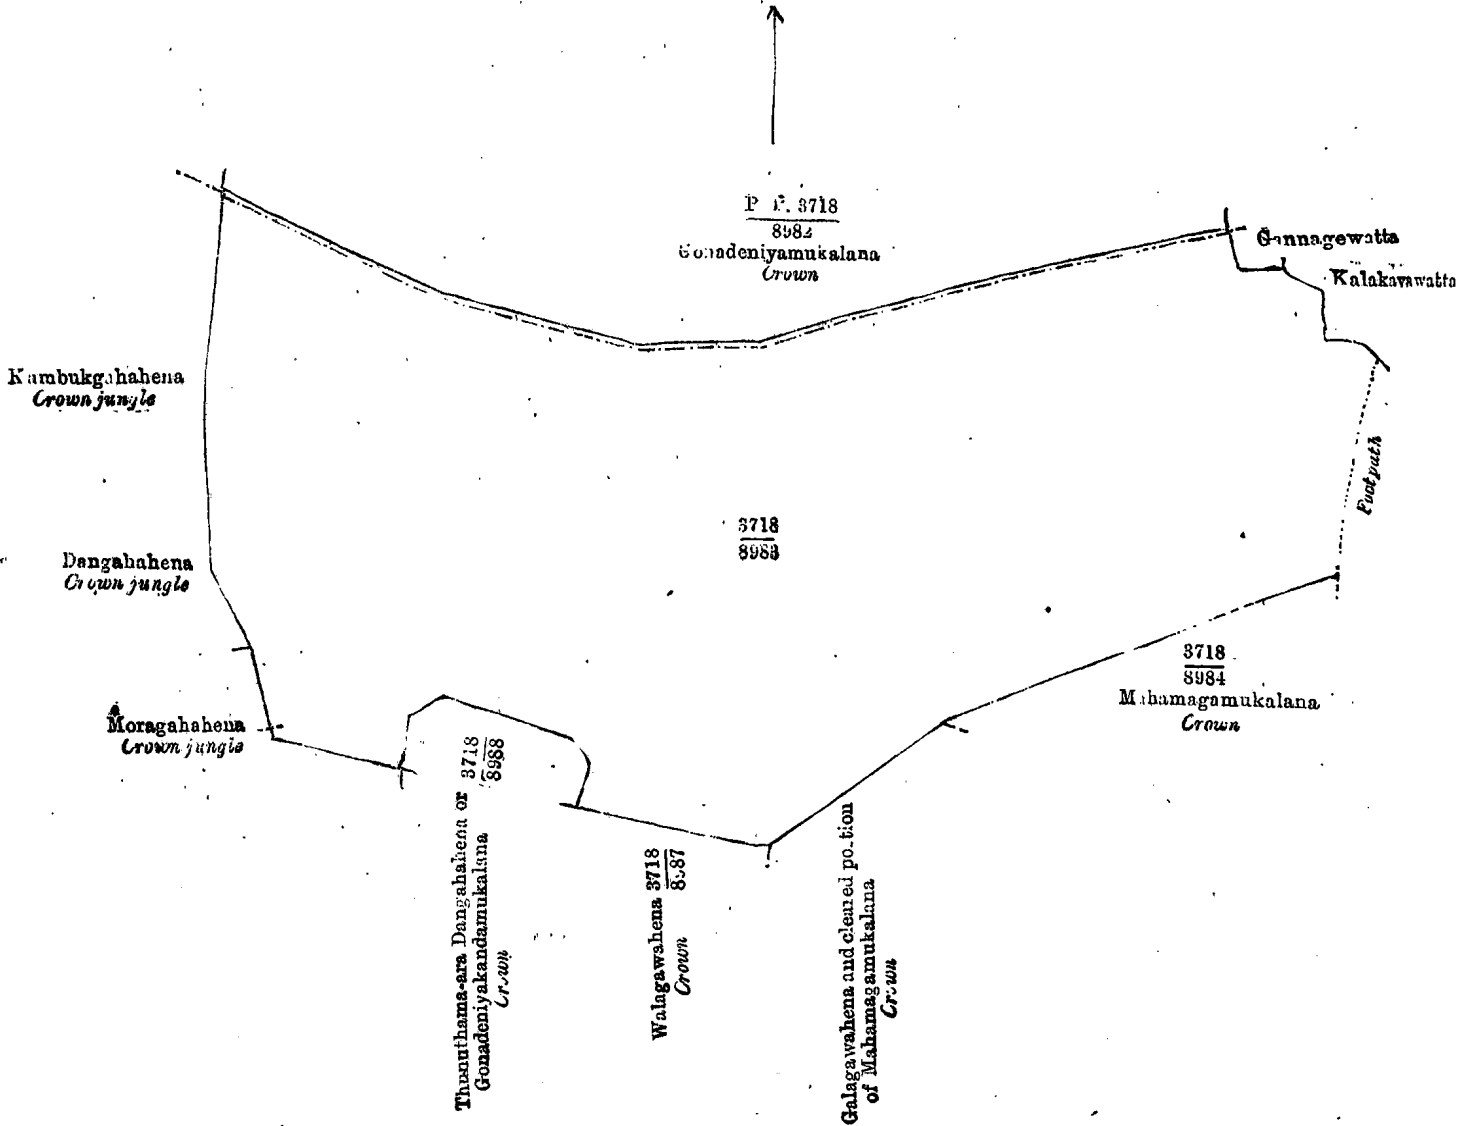 P P. 3718
8982
Gonadeniyamukalana
Crown
Gannagewatta
Kalakavawatta
Kumbukgahahena
Crown jungle
Footpath
3718
8983
Dangahahena
Crown jungle
3718
8984
Mahamagamukalana
Crown
Moragahahena
Crown jungle
Thunuthama-ara Dangahahena or 3718
8988
Gonadeniyakandamukalana
Crown
Walagawahena 3718
8987
Crown
Galagawahena and cleared portion
of Mahamagamukalana
Crown